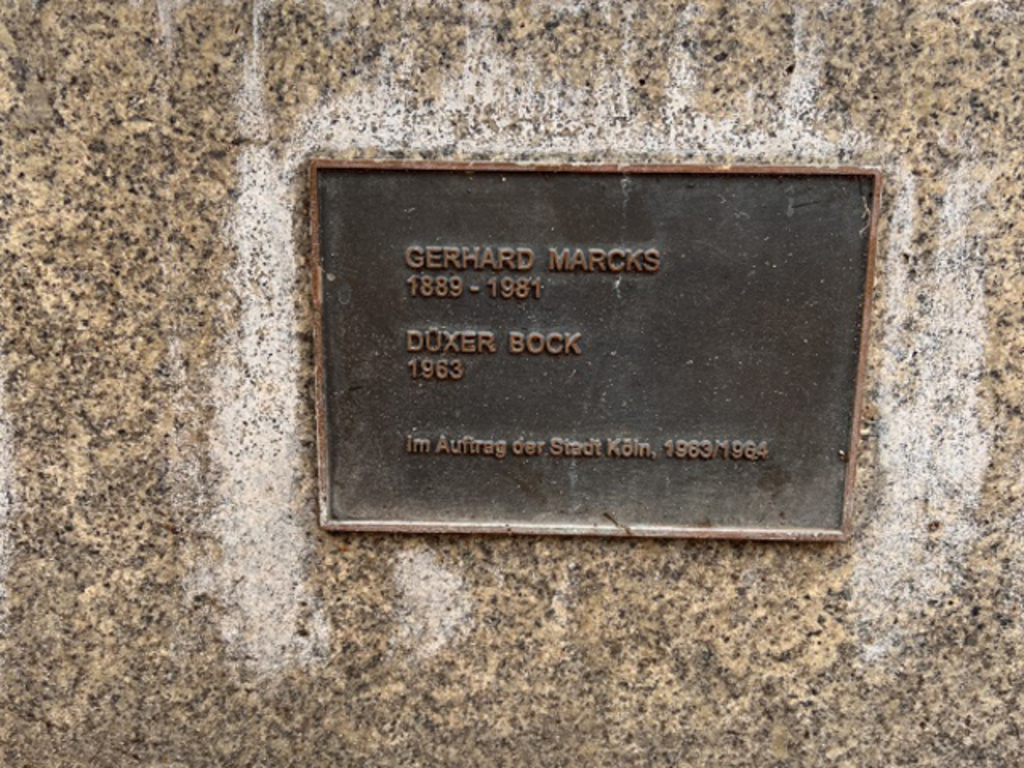 GERHARD MARCKS
1889 - 1981
DÜXER BOCK
1963
Im Auftrag der Stadt Köln, 1963/1964